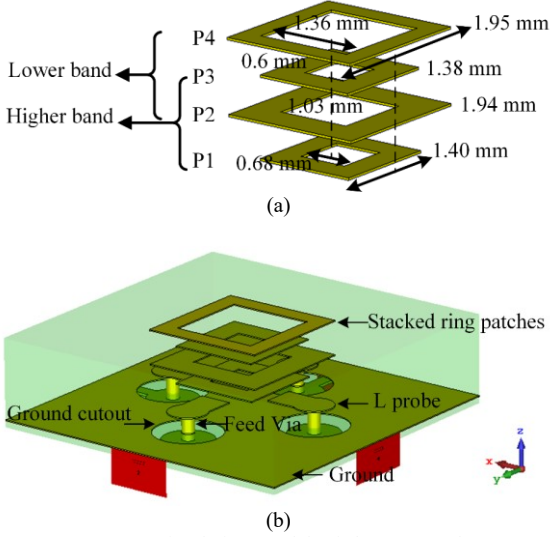 P4
1.36 mm
1.95 mm
Lower band
P3
0.6 mm
1.38 mm
Higher band
P2
1.03 mm
1.94 mm
P1
0.68 mm
1.40 mm
(a)
Stacked ring patches
Ground cutout
Feed Via
L probe
Ground
z
x
y
(b)